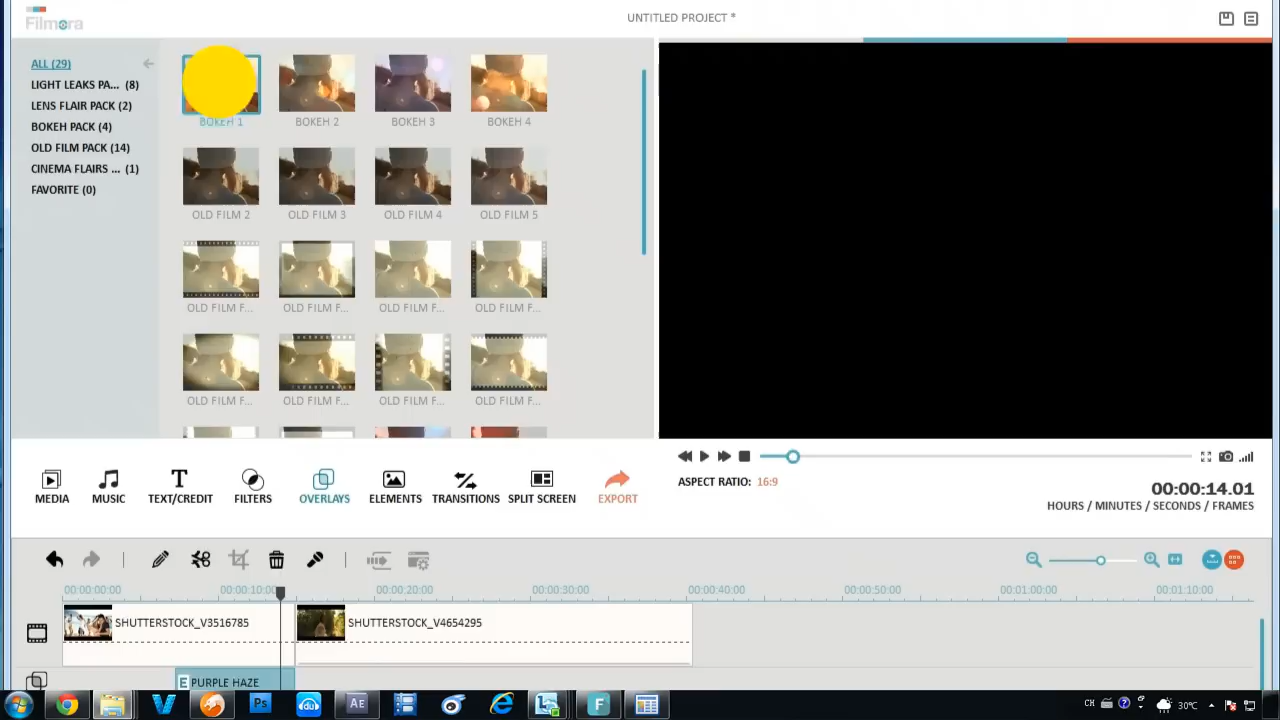 Filmora
UNTITLED PROJECT *
ALL (29)
LIGHT LEAKS PA... (8)
LENS FLAIR PACK (2)
BOKEH PACK (4)
OLD FILM PACK (14)
CINEMA FLAIRS ... (1)
FAVORITE (0)
BOKEH 1
BOKEH 2
BOKEH 3
BOKEH 4
OLD FILM 2
OLD FILM 3
OLD FILM 4
OLD FILM 5
OLD FILM F...
OLD FILM F...
OLD FILM F...
OLD FILM F...
OLD FILM F...
OLD FILM F...
OLD FILM F...
OLD FILM F...
MEDIA
MUSIC
TEXT/CREDIT
FILTERS
OVERLAYS
ELEMENTS
TRANSITIONS
SPLIT SCREEN
EXPORT
ASPECT RATIO: 16:9
00:00:14.01
HOURS / MINUTES / SECONDS / FRAMES
00:00:00:00
00:00:10:00
00:00:20:00
00:00:30:00
00:00:40:00
00:00:50:00
00:01:00:00
00:01:10:00
SHUTTERSTOCK_V3516785
SHUTTERSTOCK_V4654295
E PURPLE HAZE
Ps
du
AE
F
CH
30℃